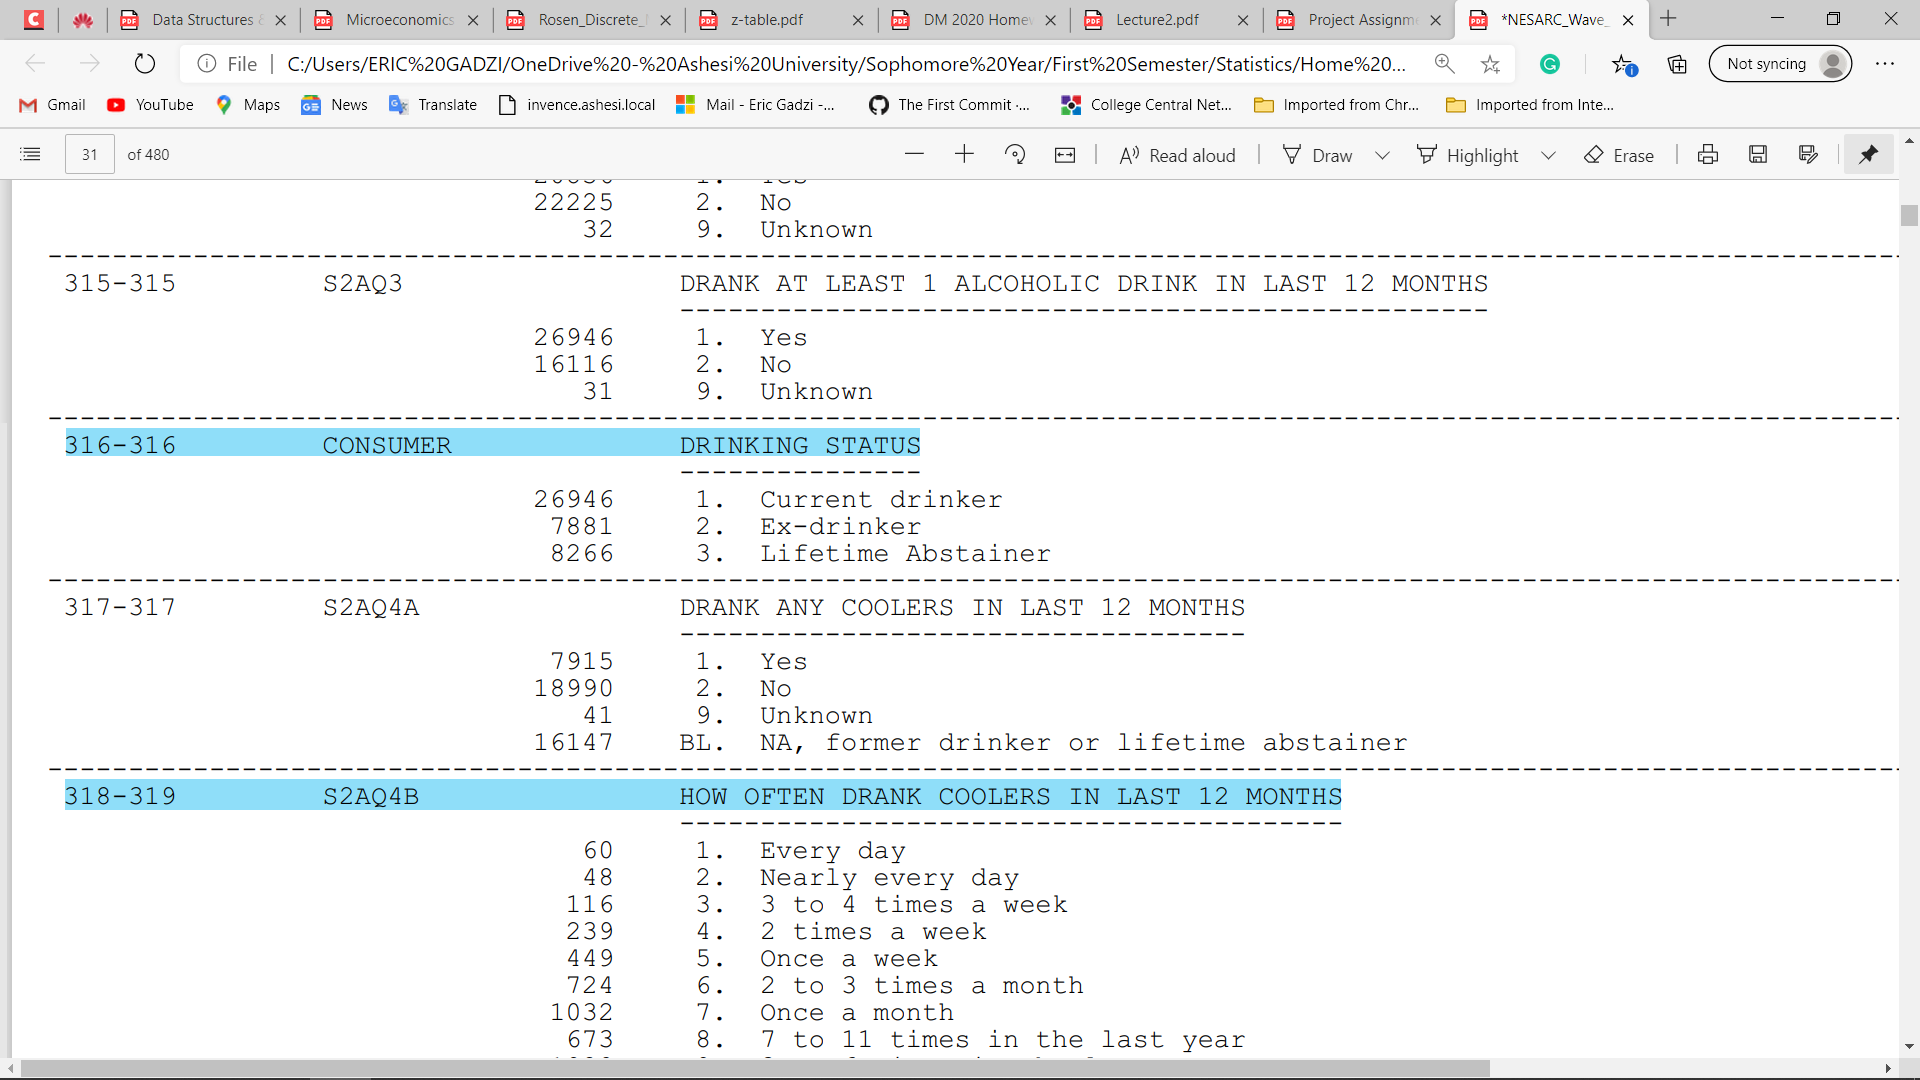 Data Structures
Microeconomics
Rosen_Discrete_
z-table.pdf
DM 2020 Home
Lecture2.pdf
Project Assignm
*NESARC_Wave_
File
C:/Users/ERIC%20GADZI/OneDrive%20-%20Ashesi%20University/Sophomore%20Year/First%20Semester/Statistics/Home%20...
Not syncing
Gmail
YouTube
Maps
News
Translate
invence.ashesi.local
Mail - Eric Gadzi -...
The First Commit -...
College Central Net...
Imported from Chr...
Imported from Inte...
31 of 480
Read aloud
Draw
Highlight
Erase
22225 2. No
32 9. Unknown
315-315 S2AQ3 DRANK AT LEAST 1 ALCOHOLIC DRINK IN LAST 12 MONTHS
26946 1. Yes
16116 2. No
31 9. Unknown
316-316 CONSUMER DRINKING STATUS
26946 1. Current drinker
7881 2. Ex-drinker
8266 3. Lifetime Abstainer
317-317 S2AQ4A DRANK ANY COOLERS IN LAST 12 MONTHS
7915 1. Yes
18990 2. No
41 9. Unknown
16147 BL. NA, former drinker or lifetime abstainer
318-319 S2AQ4B HOW OFTEN DRANK COOLERS IN LAST 12 MONTHS
60 1. Every day
48 2. Nearly every day
116 3. 3 to 4 times a week
239 4. 2 times a week
449 5. Once a week
724 6. 2 to 3 times a month
1032 7. Once a month
673 8. 7 to 11 times in the last year